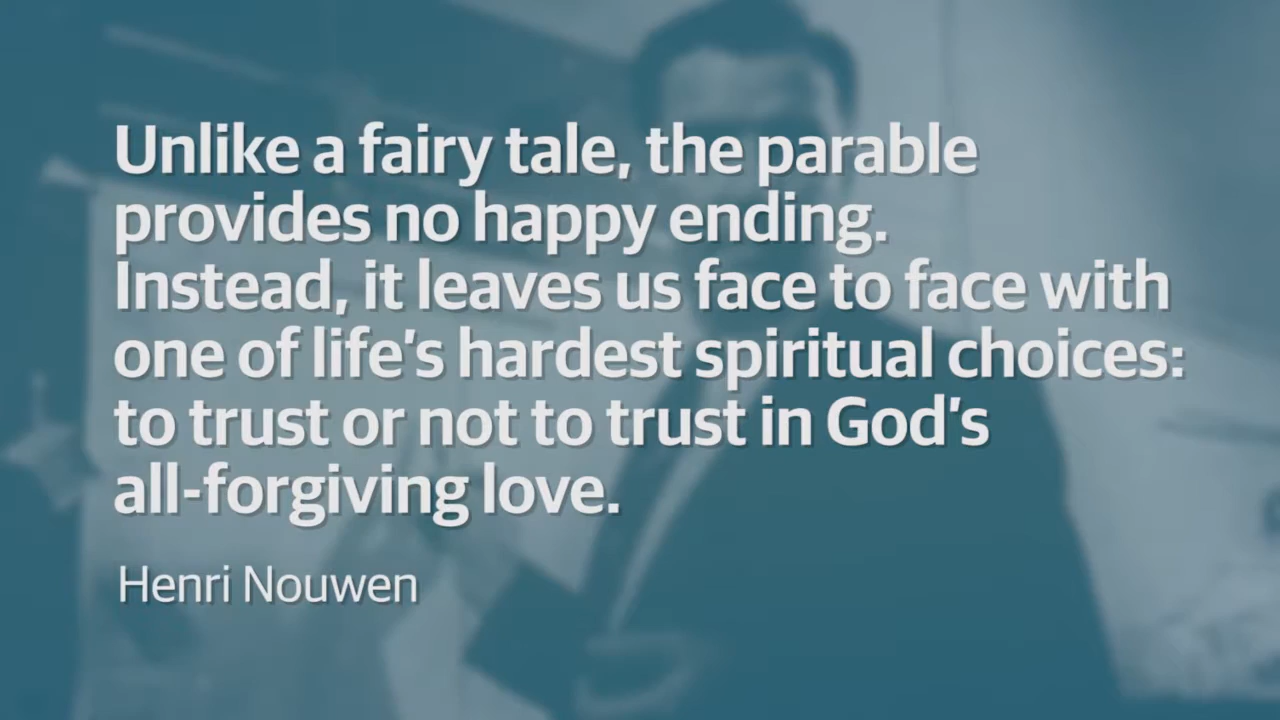 Unlike a fairy tale, the parable
provides no happy ending.
Instead, it leaves us face to face with
one of life's hardest spiritual choices:
to trust or not to trust in God's
all-forgiving love.
Henri Nouwen